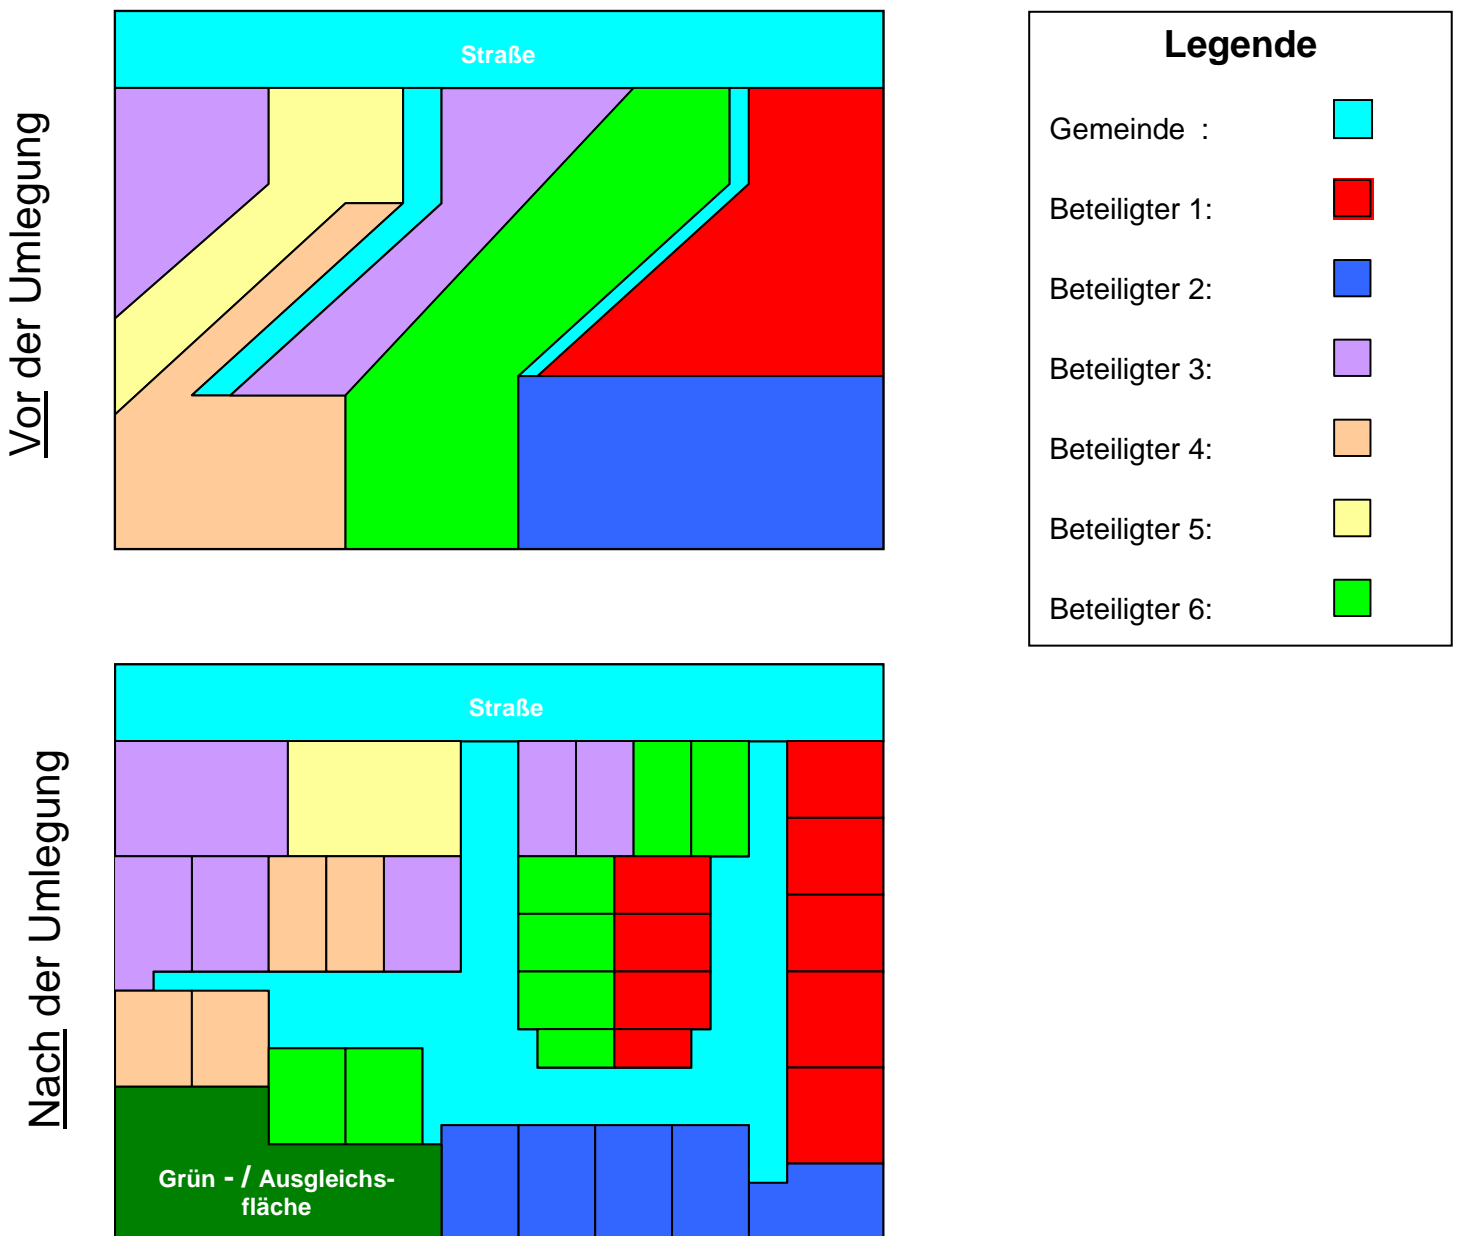 Vor der Umlegung
Straße
Legende
Gemeinde :
Beteiligter 1:
Beteiligter 2:
Beteiligter 3:
Beteiligter 4:
Beteiligter 5:
Beteiligter 6:
Nach der Umlegung
Straße
Grün - / Ausgleichs-
fläche